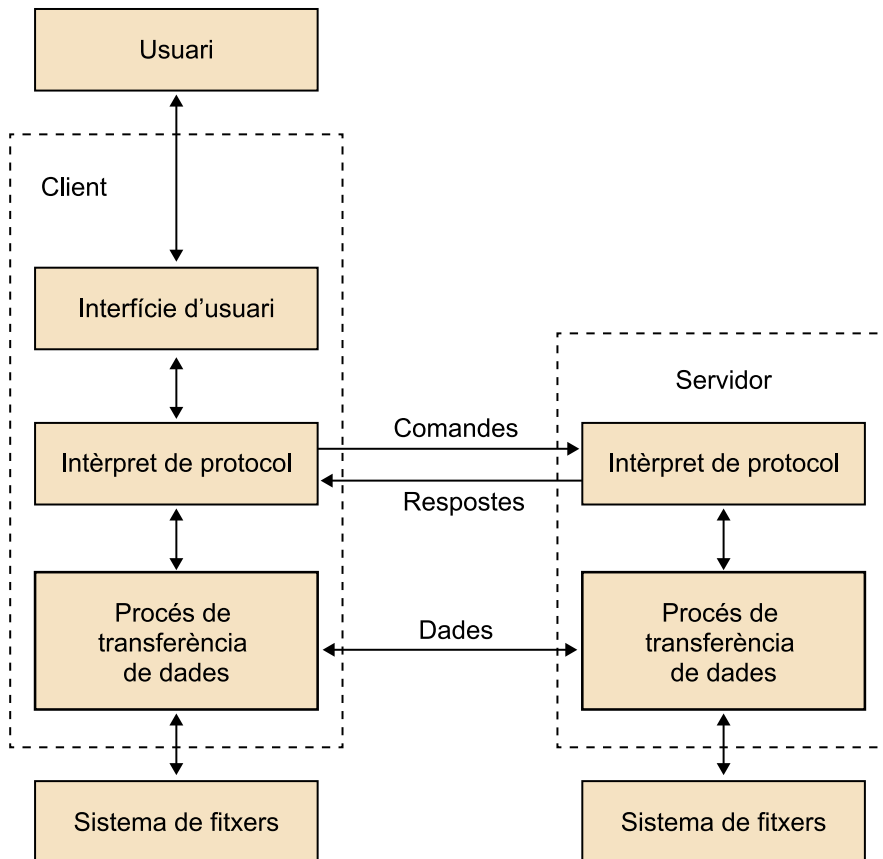 Usuari
Client
Interfície d’usuari
Servidor
Comandes
Intèrpret de protocol
Intèrpret de protocol
Respostes
Procés de
transferència
de dades
Dades
Procés de
transferència
de dades
Sistema de fitxers
Sistema de fitxers